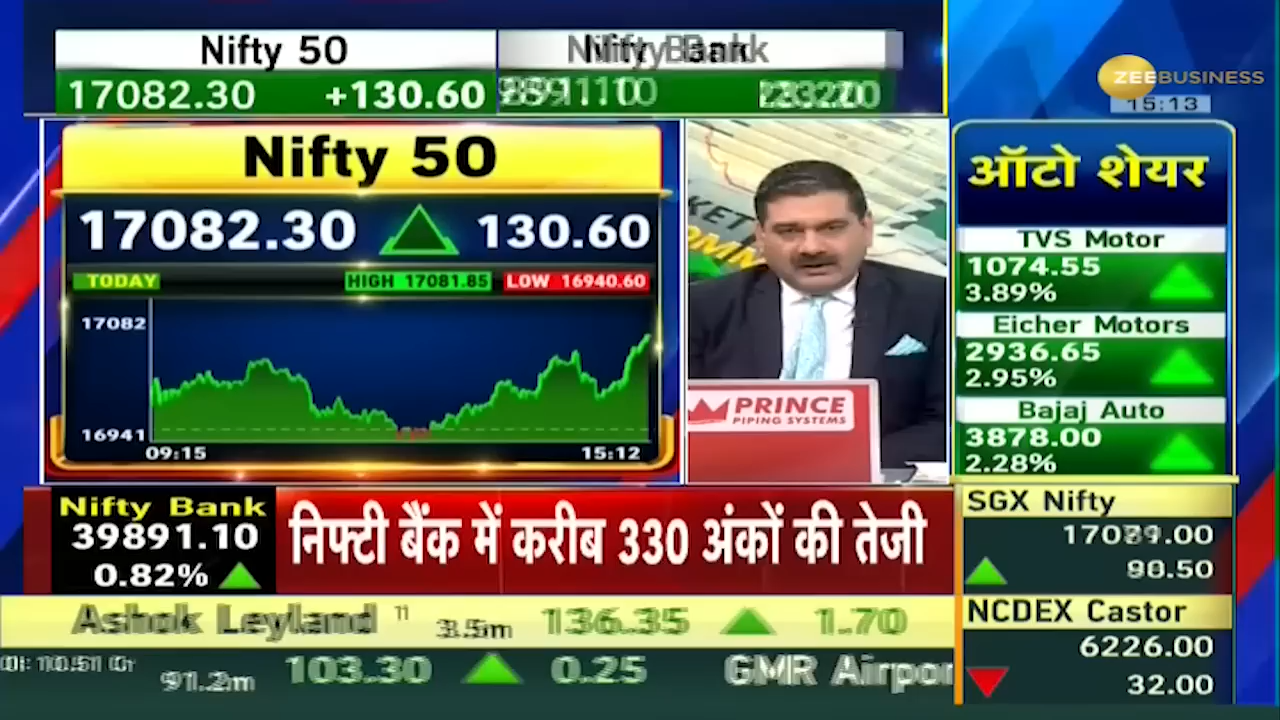 Nifty 50
17082.30 +130.60
ZEEBUSINESS
15:13
Nifty 50
17082.30 130.60
TODAY HIGH 17081.85 LOW 16940.60
17082
16941
09:15 15:12
KET
OMM
PRINCE
PIPING SYSTEMS
ऑटो शेयर
TVS Motor
1074.55
3.89%
Eicher Motors
2936.65
2.95%
Bajaj Auto
3878.00
2.28%
Nifty Bank
39891.10
0.82%
निफ्टी बैंक में करीब 330 अंकों की तेजी
SGX Nifty
NCDEX Castor
6226.00
32.00
Ashok Leyland 136.35 1.70
91.2m 103.30 0.25 GMR Airpor